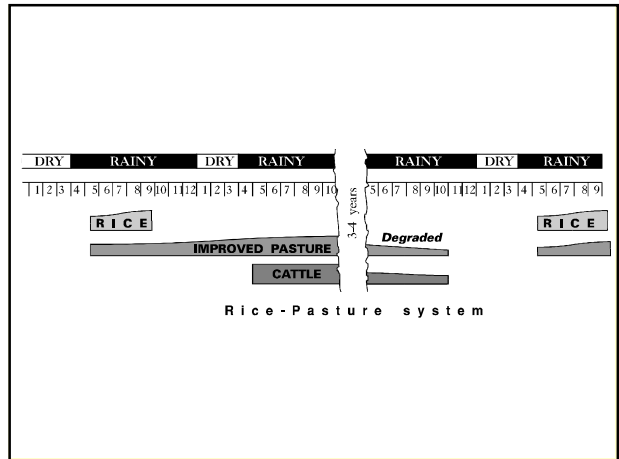 DRY RAINY DRY RAINY RAINY DRY RAINY
1 2 3 4 5 6 7 8 9 10 11 12 1 2 3 4 5 6 7 8 9 10 5 6 7 8 9 10 11 12 1 2 3 4 5 6 7 8 9
3-4 years
RICE RICE
Degraded
IMPROVED PASTURE
CATTLE
Rice-Pasture system